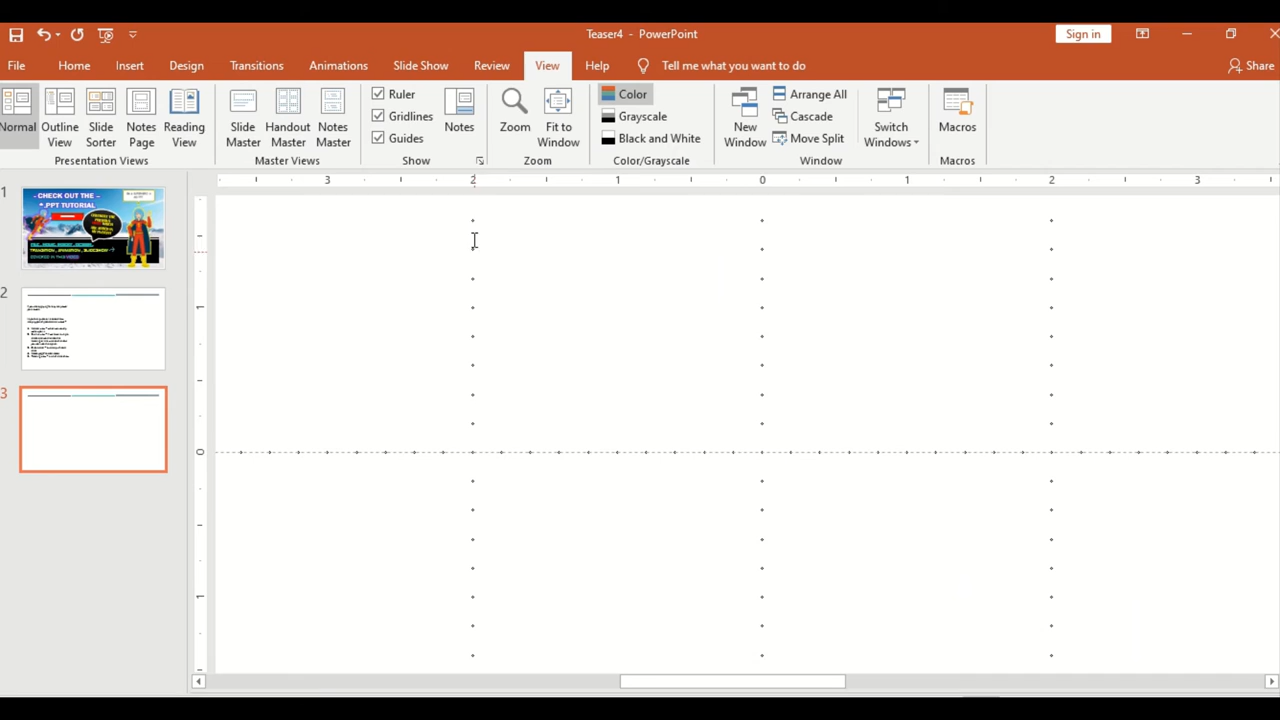 Teaser4 - PowerPoint
Sign in
File Home Insert Design Transitions Animations Slide Show Review View Help Tell me what you want to do Share
Normal
Outline View
Slide Sorter
Notes Page
Reading View
Presentation Views
Slide Master
Handout Master
Notes Master
Master Views
Ruler
Gridlines
Guides
Notes
Show
Zoom
Fit to Window
Zoom
Color
Grayscale
Black and White
Color/Grayscale
New Window
Arrange All
Cascade
Move Split
Switch Windows
Window
Macros
Macros
3 2 1 0 1 2 3
1
0
1
1
- CHECK OUT THE -
*.PPT TUTORIAL
2
3